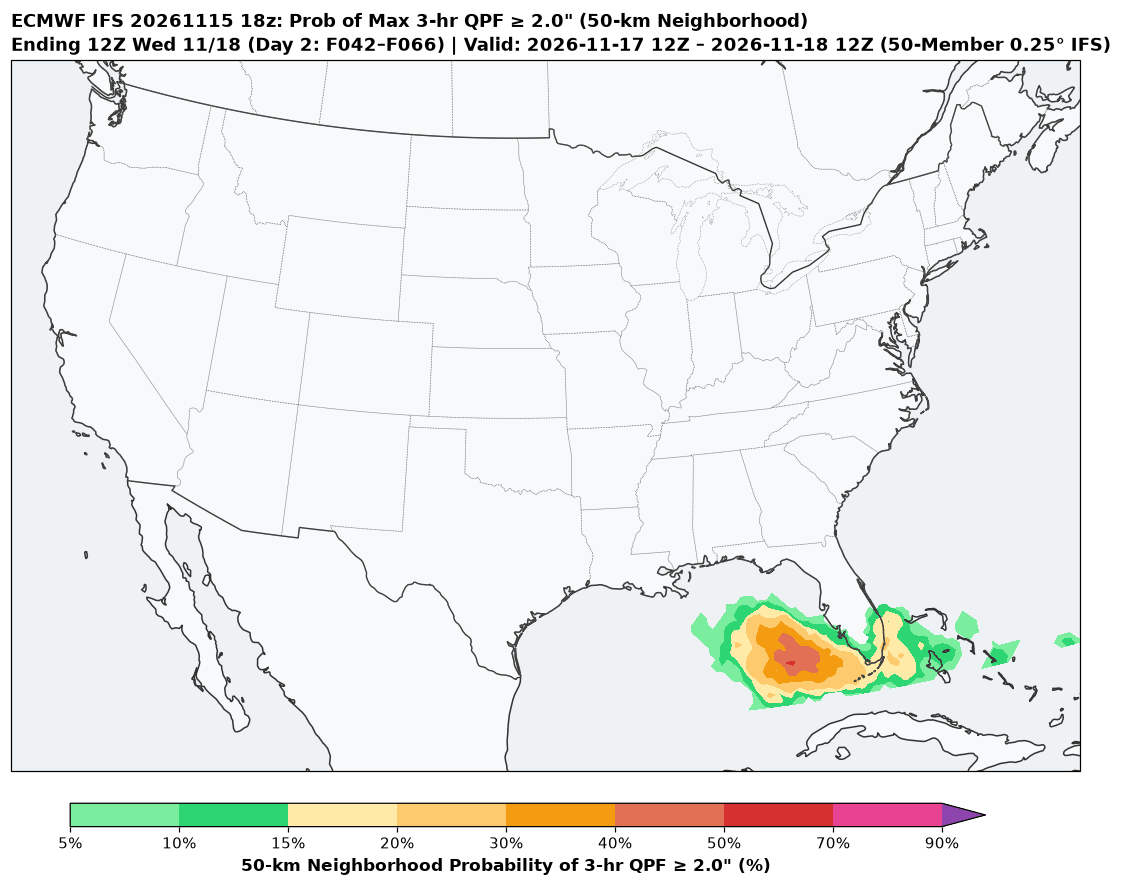 ECMWF IFS 20261115 18z: Prob of Max 3-hr QPF ≥ 2.0" (50-km Neighborhood)
Ending 12Z Wed 11/18 (Day 2: F042–F066) | Valid: 2026-11-17 12Z – 2026-11-18 12Z (50-Member 0.25° IFS)
5% 10% 15% 20% 30% 40% 50% 70% 90%
50-km Neighborhood Probability of 3-hr QPF ≥ 2.0" (%)